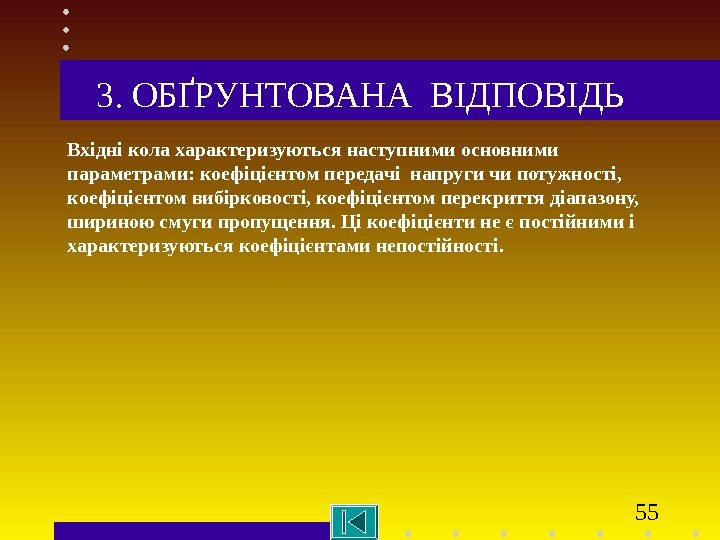 3. ОБҐРУНТОВАНА ВІДПОВІДЬ
Вхідні кола характеризуються наступними основними
параметрами: коефіцієнтом передачі напруги чи потужності,
коефіцієнтом вибірковості, коефіцієнтом перекриття діапазону,
шириною смуги пропущення. Ці коефіцієнти не є постійними і
характеризуються коефіцієнтами непостійності.
55